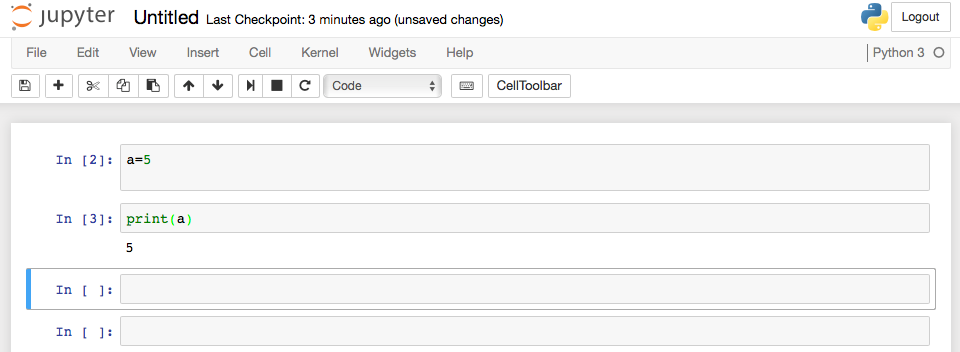 jupyter Untitled Last Checkpoint: 3 minutes ago (unsaved changes) Logout
File Edit View Insert Cell Kernel Widgets Help Python 3
Code CellToolbar
In [2]: a=5
In [3]: print(a)
5
In [ ]:
In [ ]: